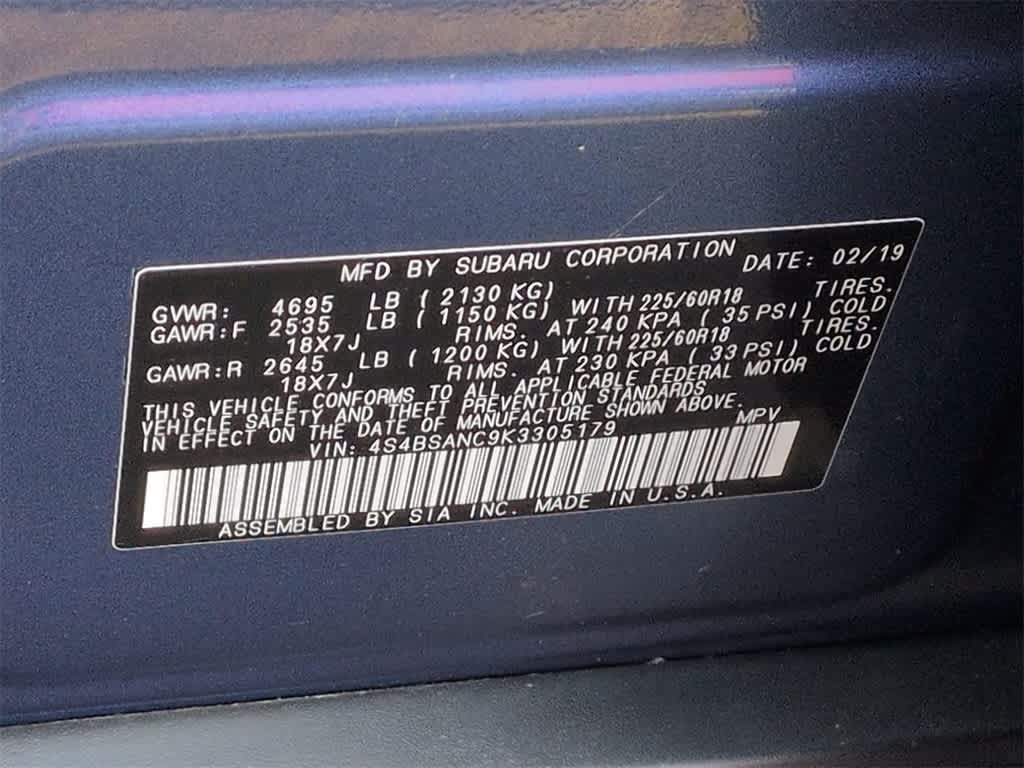 MFD BY SUBARU CORPORATION DATE: 02/19
GVWR: 4695 LB ( 2130 KG)
GAWR:F 2535 LB ( 1150 KG) WITH 225/60R18 TIRES.
18X7J RIMS. AT 240 KPA ( 35 PSI) COLD
GAWR:R 2645 LB ( 1200 KG) WITH 225/60R18 TIRES.
18X7J RIMS. AT 230 KPA ( 33 PSI) COLD
THIS VEHICLE CONFORMS TO ALL APPLICABLE FEDERAL MOTOR
VEHICLE SAFETY AND THEFT PREVENTION STANDARDS
IN EFFECT ON THE DATE OF MANUFACTURE SHOWN ABOVE.
VIN: 4S4BSANC9K3305179 MPV
ASSEMBLED BY SIA INC. MADE IN U.S.A.